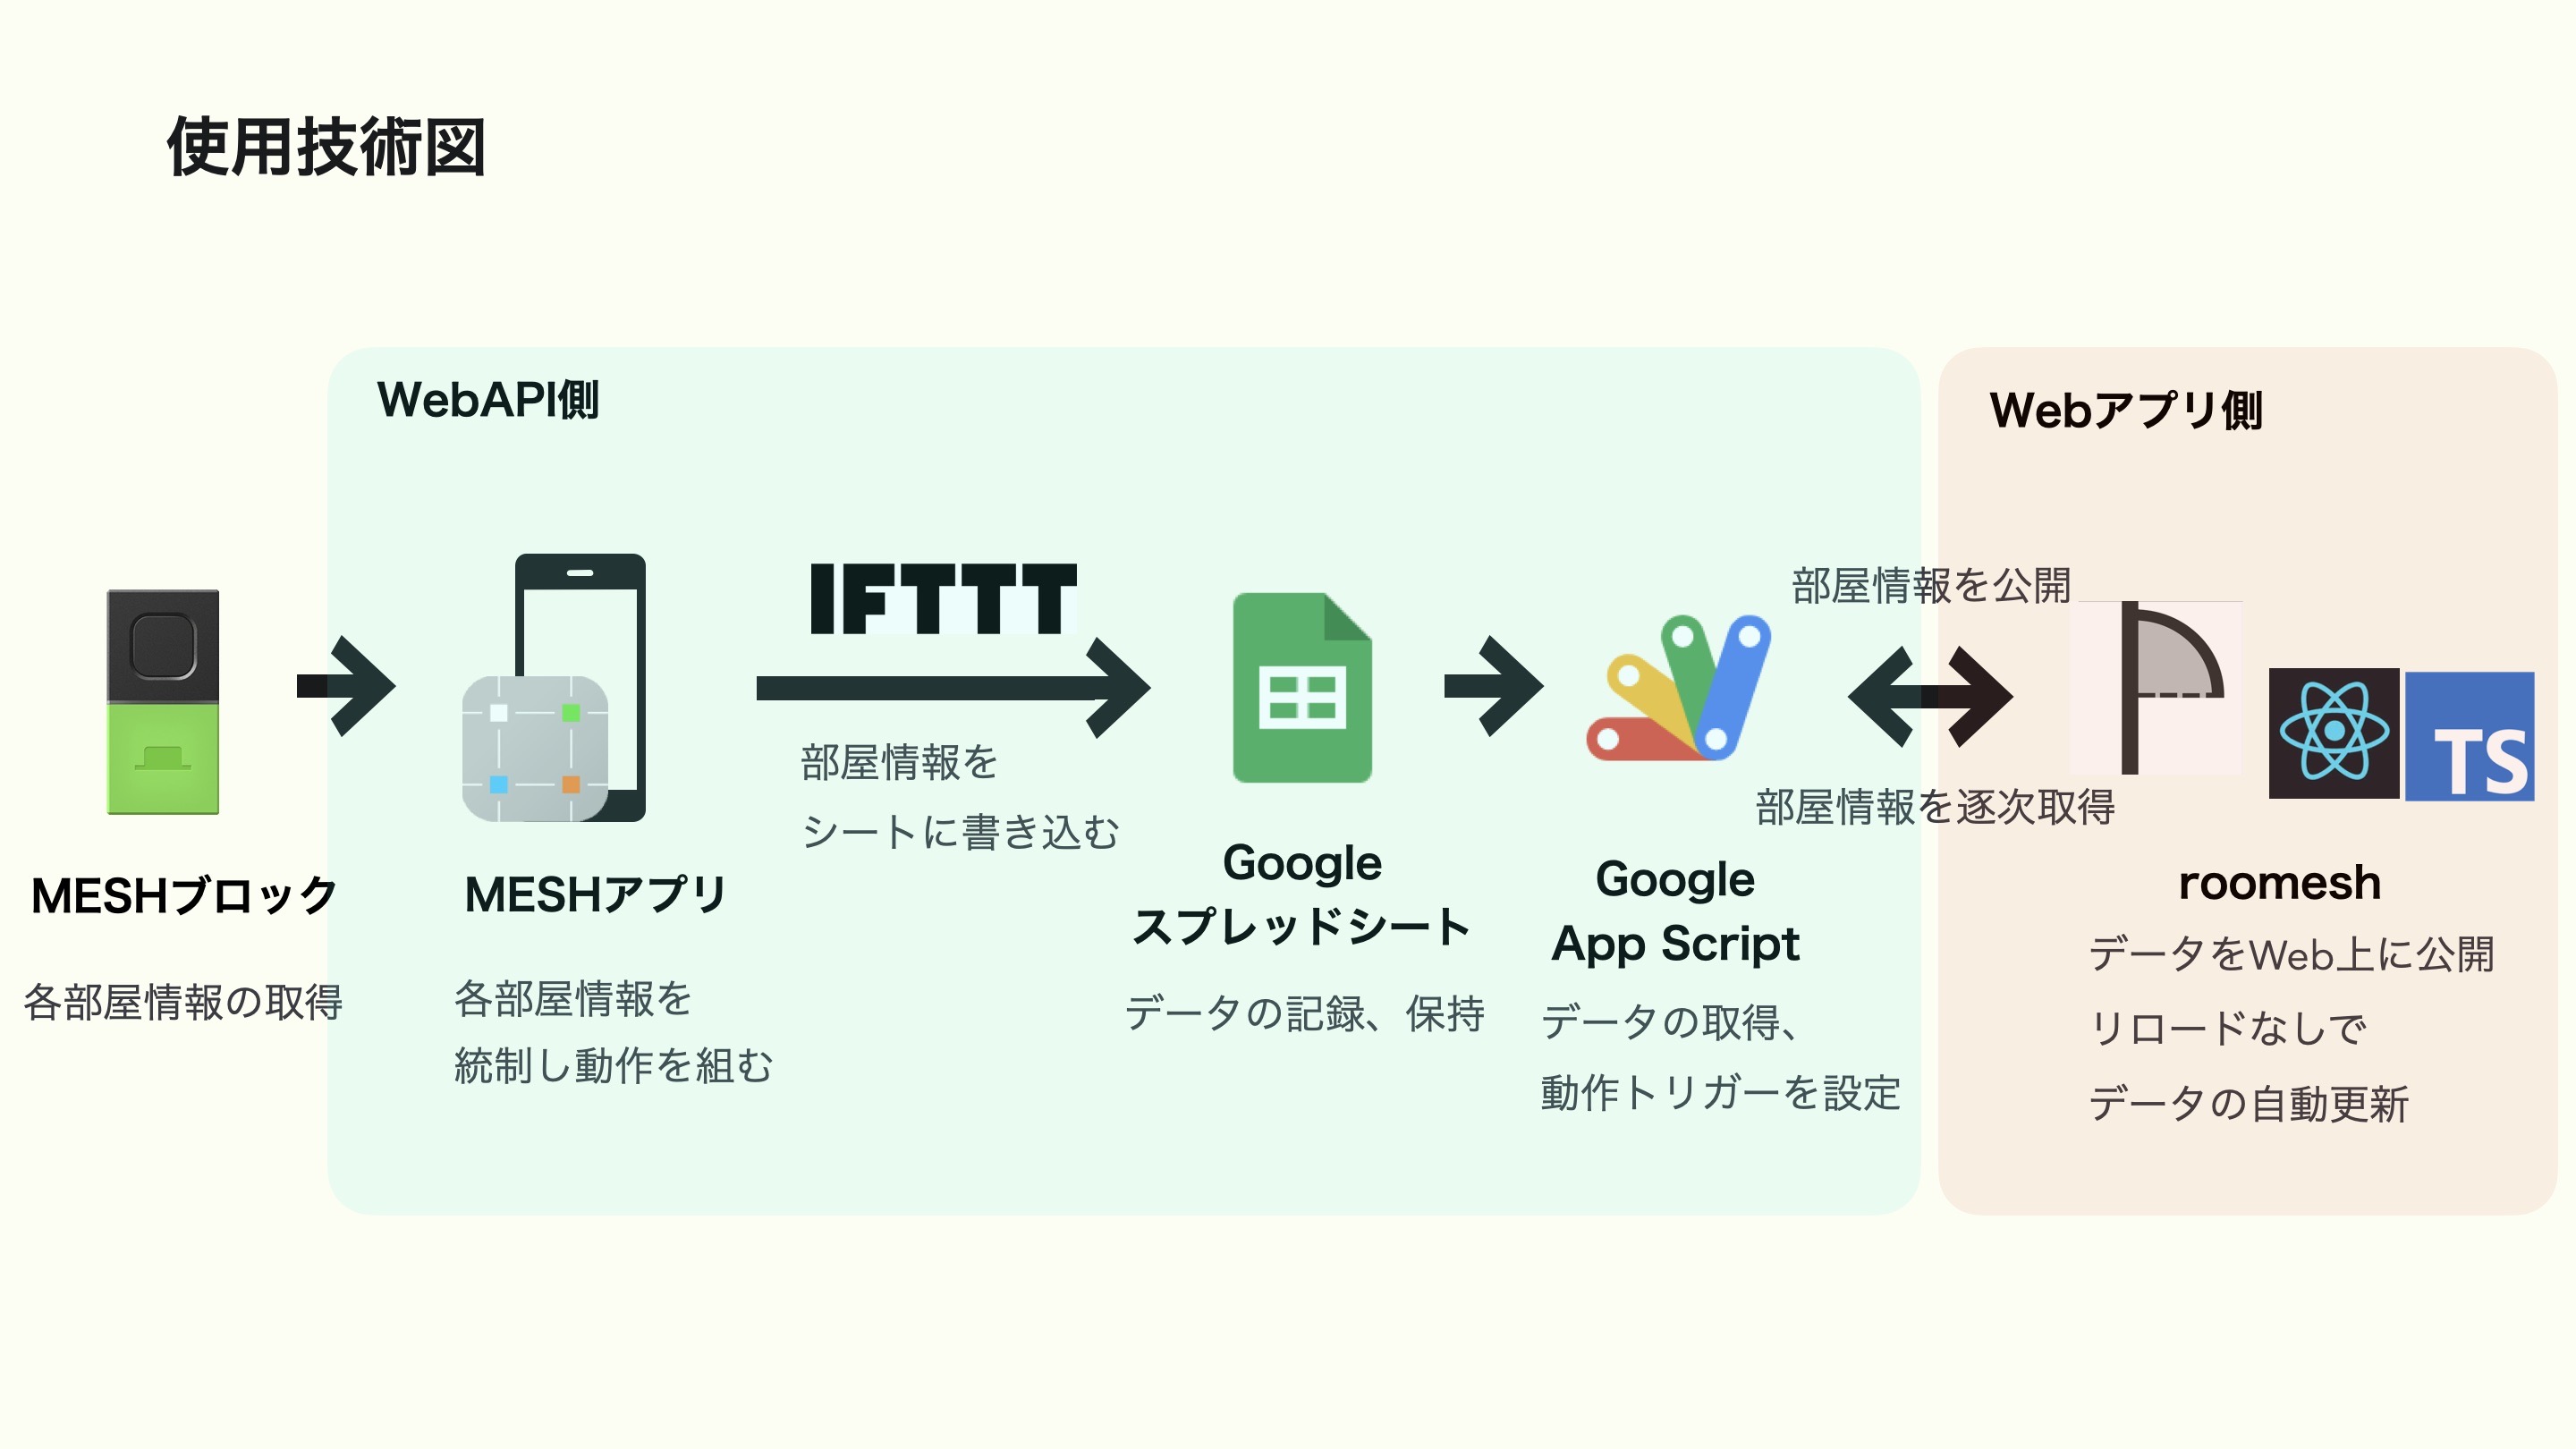 使用技術図
WebAPI側
Webアプリ側
IFTTT
部屋情報を公開
TS
部屋情報を
シートに書き込む
部屋情報を逐次取得
MESHブロック
各部屋情報の取得
MESHアプリ
各部屋情報を
統制し動作を組む
Google
スプレッドシート
データの記録、保持
Google
App Script
データの取得、
動作トリガーを設定
roomesh
データをWeb上に公開
リロードなしで
データの自動更新